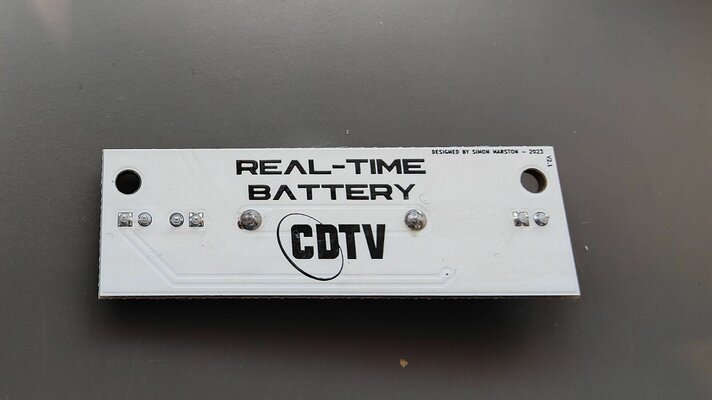 DESIGNED BY SIMON MARSTON - 2023
V2.1
REAL-TIME
BATTERY
CDTV